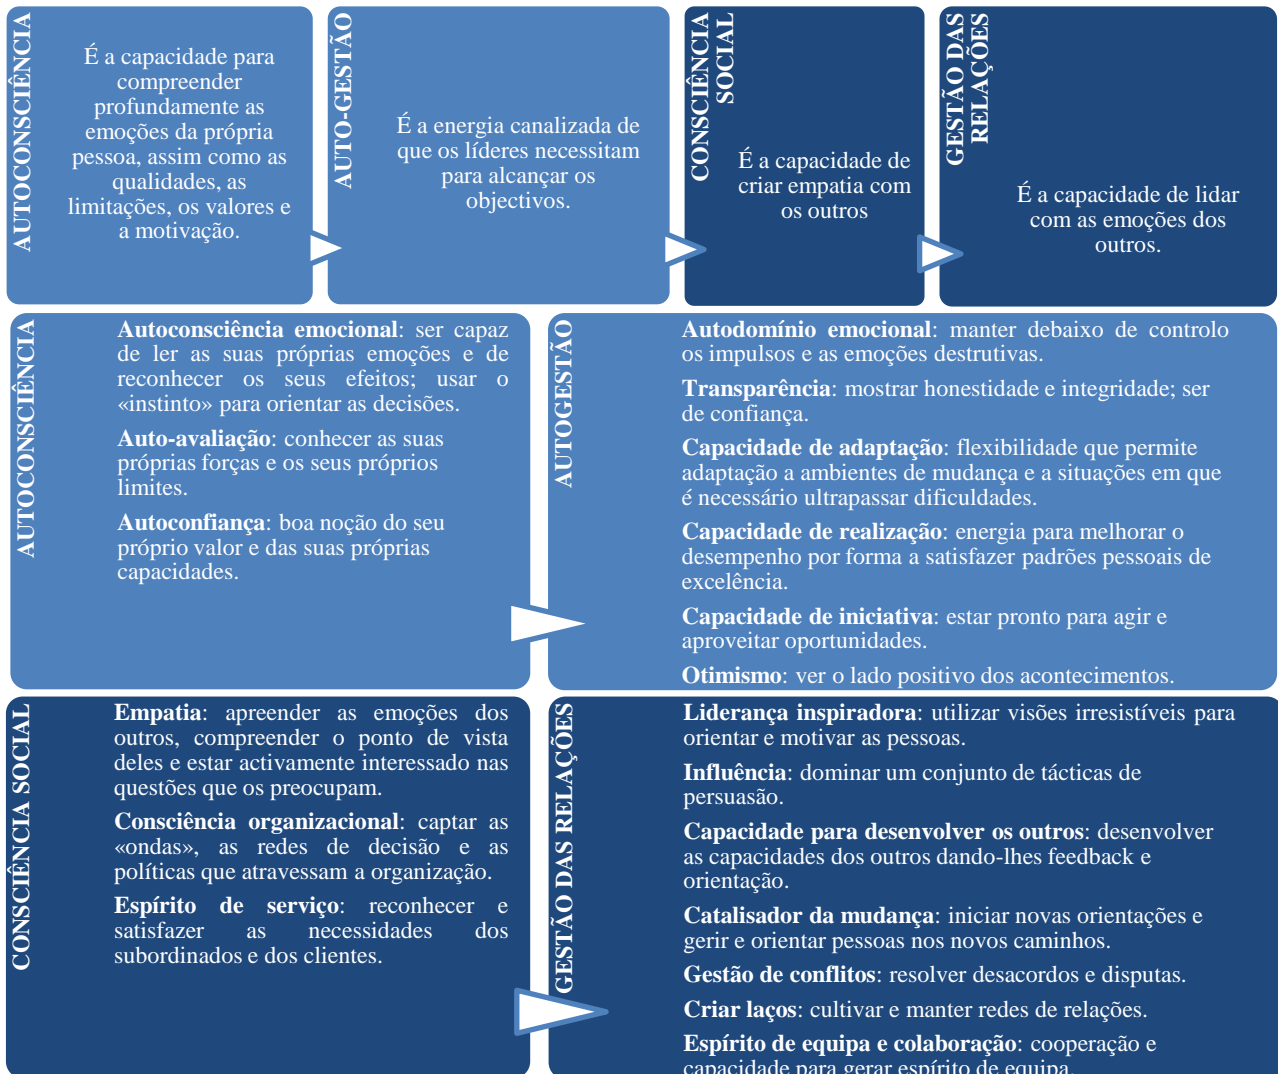 AUTOCONSCIÊNCIA
É a capacidade para
compreender
profundamente as
emoções da própria
pessoa, assim como as
qualidades, as
limitações, os valores e
a motivação.
AUTO-GESTÃO
É a energia canalizada de
que os líderes necessitam
para alcançar os
objectivos.
CONSCIÊNCIA
SOCIAL
É a capacidade de
criar empatia com
os outros
GESTÃO DAS
RELAÇÕES
É a capacidade de lidar
com as emoções dos
outros.
AUTOCONSCIÊNCIA
Autoconsciência emocional: ser capaz
de ler as suas próprias emoções e de
reconhecer os seus efeitos; usar o
«instinto» para orientar as decisões.
Auto-avaliação: conhecer as suas
próprias forças e os seus próprios
limites.
Autoconfiança: boa noção do seu
próprio valor e das suas próprias
capacidades.
AUTOGESTÃO
Autodomínio emocional: manter debaixo de controlo
os impulsos e as emoções destrutivas.
Transparência: mostrar honestidade e integridade; ser
de confiança.
Capacidade de adaptação: flexibilidade que permite
adaptação a ambientes de mudança e a situações em que
é necessário ultrapassar dificuldades.
Capacidade de realização: energia para melhorar o
desempenho por forma a satisfazer padrões pessoais de
excelência.
Capacidade de iniciativa: estar pronto para agir e
aproveitar oportunidades.
Otimismo: ver o lado positivo dos acontecimentos.
CONSCIÊNCIA SOCIAL
Empatia: apreender as emoções dos
outros, compreender o ponto de vista
deles e estar activamente interessado nas
questões que os preocupam.
Consciência organizacional: captar as
«ondas», as redes de decisão e as
políticas que atravessam a organização.
Espírito de serviço: reconhecer e
satisfazer as necessidades dos
subordinados e dos clientes.
GESTÃO DAS RELAÇÕES
Liderança inspiradora: utilizar visões irresistíveis para
orientar e motivar as pessoas.
Influência: dominar um conjunto de tácticas de
persuasão.
Capacidade para desenvolver os outros: desenvolver
as capacidades dos outros dando-lhes feedback e
orientação.
Catalisador da mudança: iniciar novas orientações e
gerir e orientar pessoas nos novos caminhos.
Gestão de conflitos: resolver desacordos e disputas.
Criar laços: cultivar e manter redes de relações.
Espírito de equipa e colaboração: cooperação e
capacidade para gerar espírito de equipa.